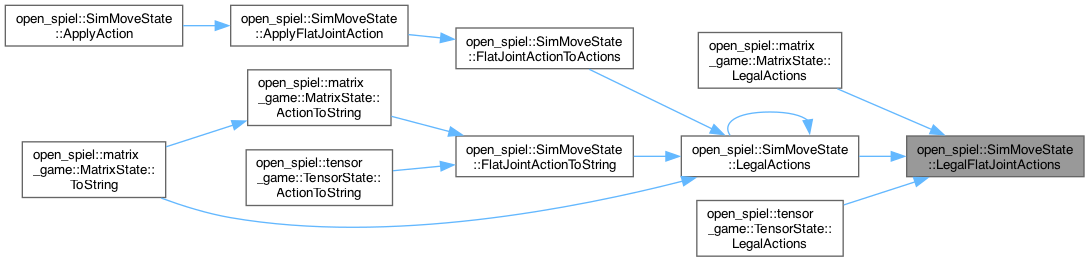 open_spiel::SimMoveState
::ApplyAction
open_spiel::SimMoveState
::ApplyFlatJointAction
open_spiel::SimMoveState
::FlatJointActionToActions
open_spiel::matrix
_game::MatrixState::
LegalActions
open_spiel::matrix
_game::MatrixState::
ActionToString
open_spiel::matrix
_game::MatrixState::
ToString
open_spiel::tensor
_game::TensorState::
ActionToString
open_spiel::SimMoveState
::FlatJointActionToString
open_spiel::SimMoveState
::LegalActions
open_spiel::SimMoveState
::LegalFlatJointActions
open_spiel::tensor
_game::TensorState::
LegalActions